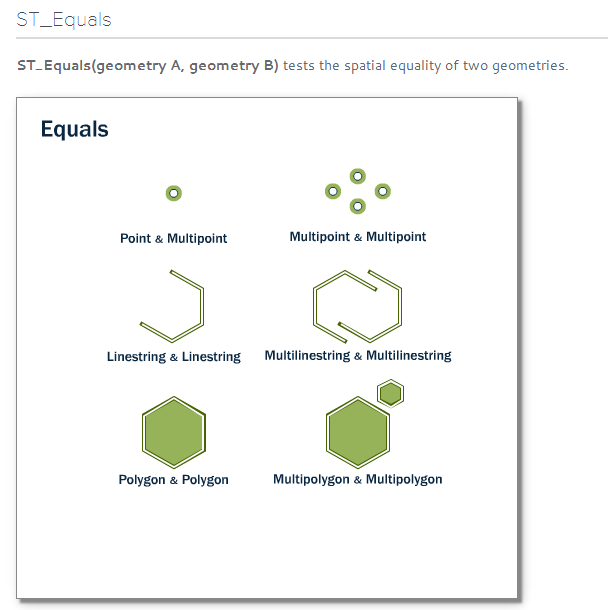 ST_Equals
ST_Equals(geometry A, geometry B) tests the spatial equality of two geometries.
Equals
Point & Multipoint
Multipoint & Multipoint
Linestring & Linestring
Multilinestring & Multilinestring
Polygon & Polygon
Multipolygon & Multipolygon